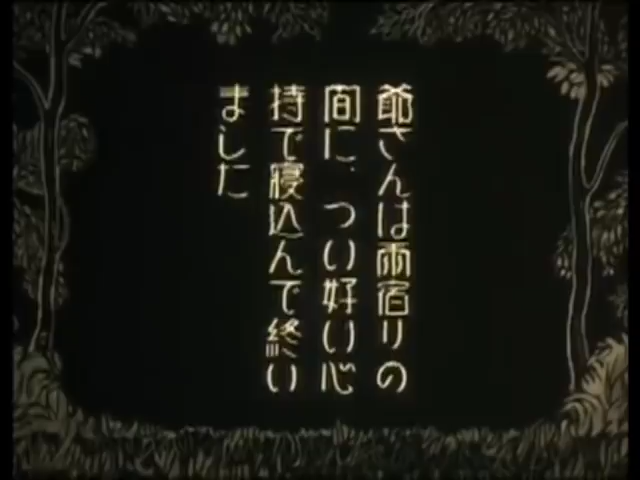 爺さんは雨宿りの
間に、つい好い心
持で寝込んで終い
ました